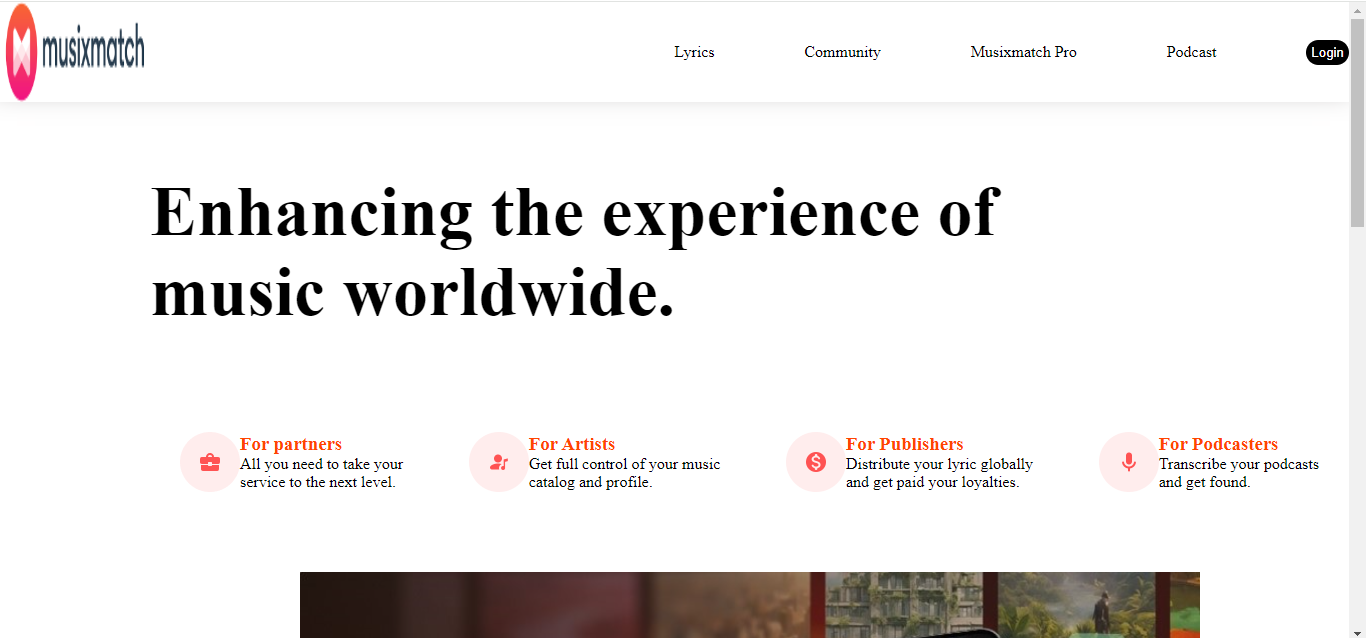 musixmatch
Lyrics
Community
Musixmatch Pro
Podcast
Login
Enhancing the experience of
music worldwide.
For partners
All you need to take your
service to the next level.
For Artists
Get full control of your music
catalog and profile.
For Publishers
Distribute your lyric globally
and get paid your loyalties.
For Podcasters
Transcribe your podcasts
and get found.